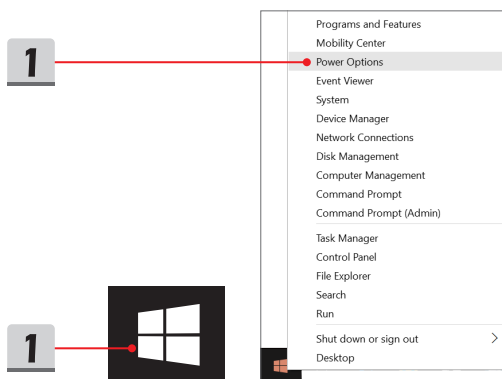 1
Programs and Features
Mobility Center
Power Options
Event Viewer
System
Device Manager
Network Connections
Disk Management
Computer Management
Command Prompt
Command Prompt (Admin)
Task Manager
Control Panel
File Explorer
Search
Run
Shut down or sign out
Desktop
1